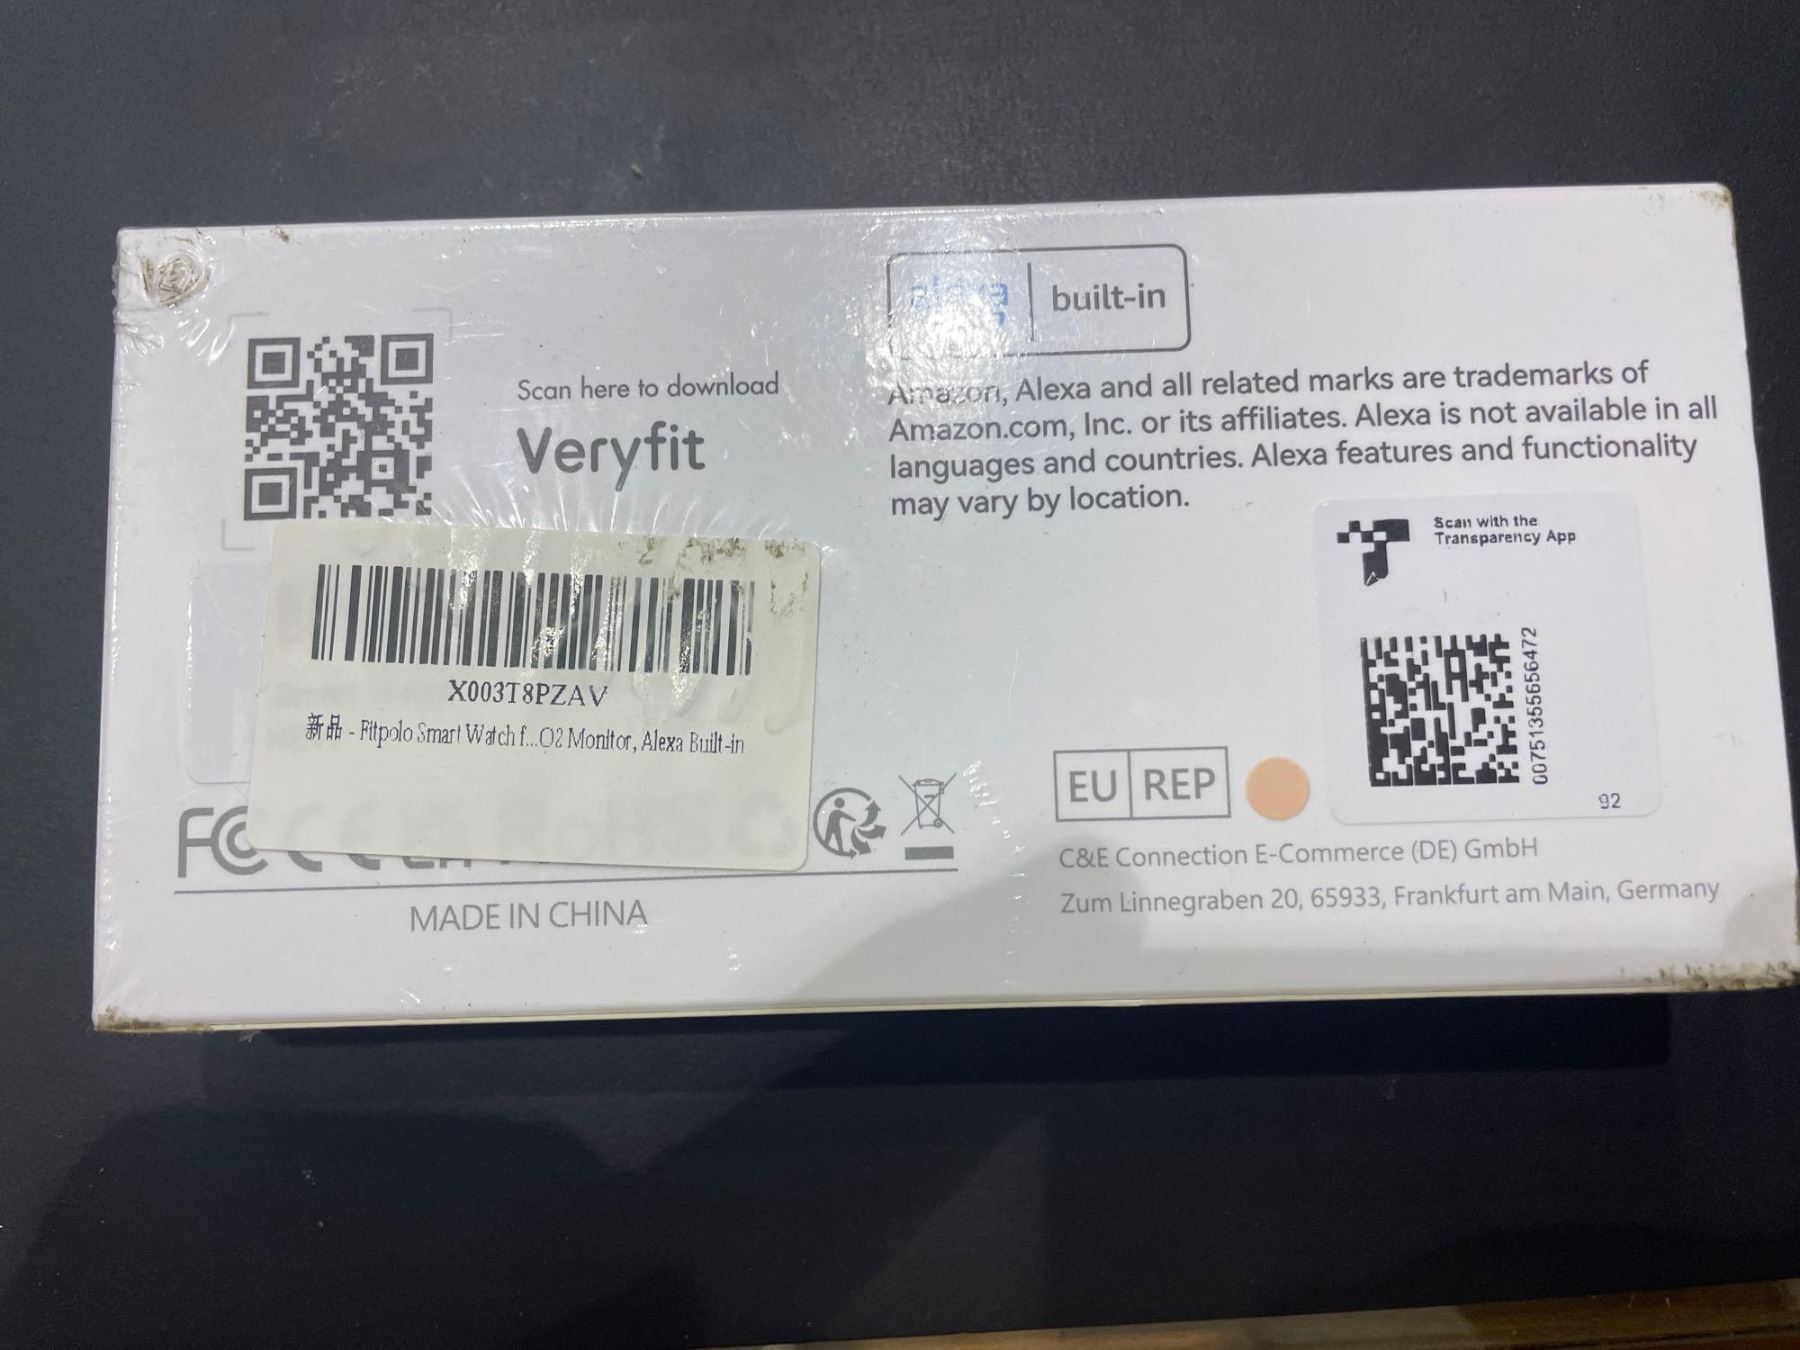 alexa built-in
Scan here to download
Veryfit
Amazon, Alexa and all related marks are trademarks of
Amazon.com, Inc. or its affiliates. Alexa is not available in all
languages and countries. Alexa features and functionality
may vary by location.
Scan with the
Transparency App
X003T8PZAV
新品 - Fitpolo Smart Watch f...O2 Monitor, Alexa Built-in
007513556564​72
92
FC
EU REP
C&E Connection E-Commerce (DE) GmbH
Zum Linnegraben 20, 65933, Frankfurt am Main, Germany
MADE IN CHINA